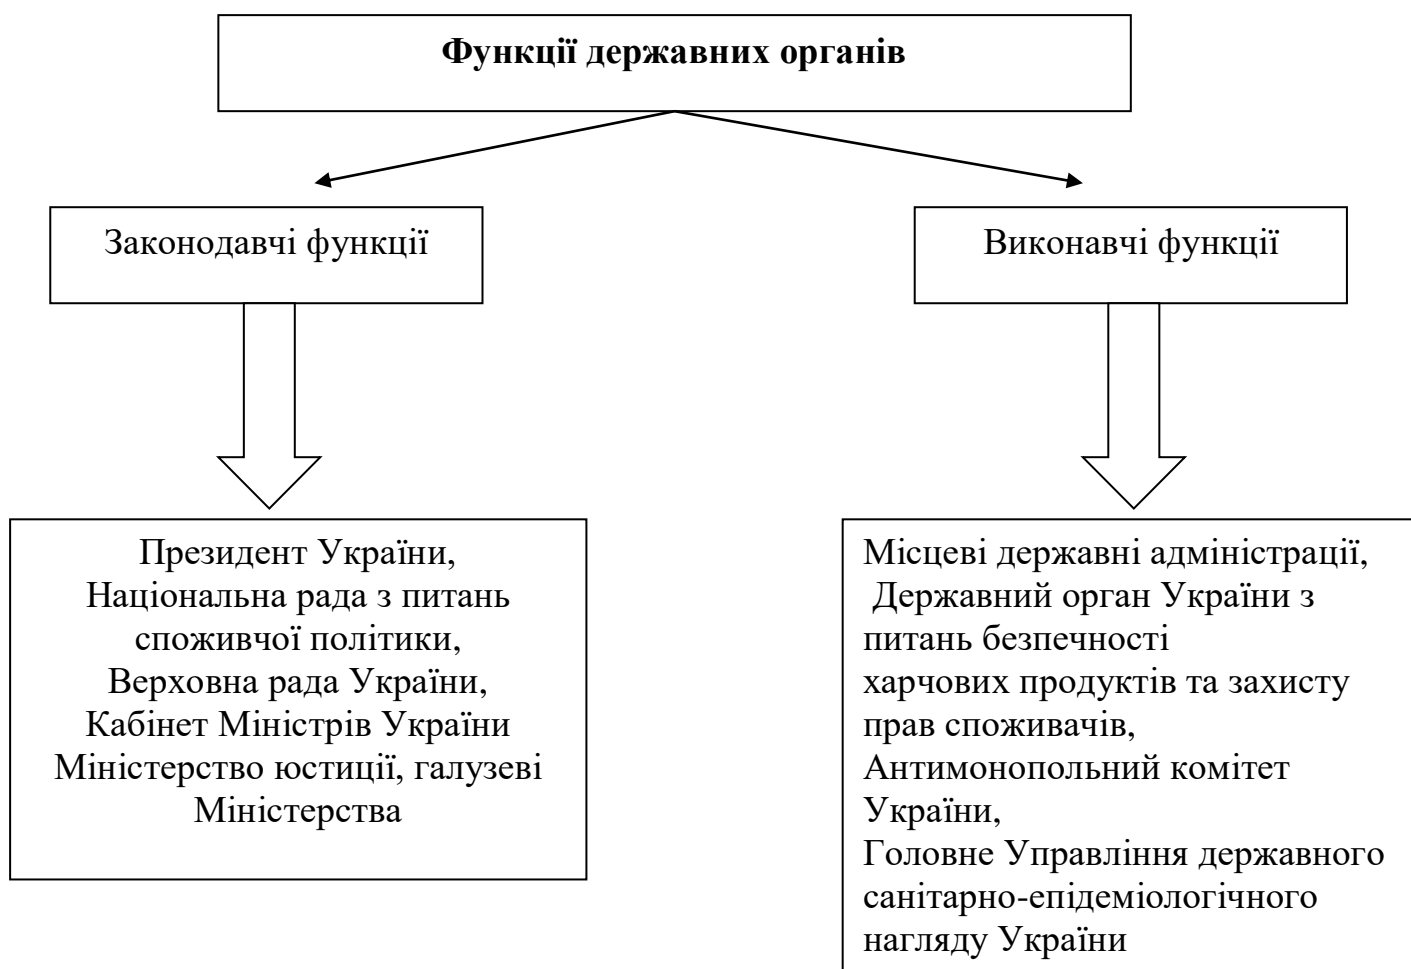 Функції державних органів
Законодавчі функції
Виконавчі функції
Президент України,
Національна рада з питань
споживчої політики,
Верховна рада України,
Кабінет Міністрів України
Міністерство юстиції, галузеві
Міністерства
Місцеві державні адміністрації,
Державний орган України з
питань безпечності
харчових продуктів та захисту
прав споживачів,
Антимонопольний комітет
України,
Головне Управління державного
санітарно-епідеміологічного
нагляду України